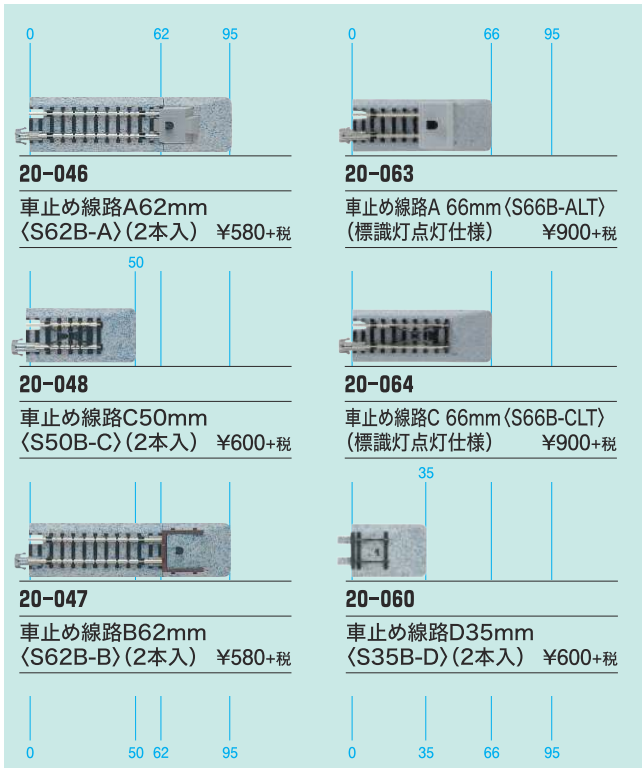 0 62 95
20-046
車止め線路A62mm
〈S62B-A〉(2本入) ¥580+税
0 66 95
20-063
車止め線路A 66mm〈S66B-ALT〉
(標識灯点灯仕様) ¥900+税
50
20-048
車止め線路C50mm
〈S50B-C〉(2本入) ¥600+税
20-064
車止め線路C 66mm〈S66B-CLT〉
(標識灯点灯仕様) ¥900+税
20-047
車止め線路B62mm
〈S62B-B〉(2本入) ¥580+税
35
20-060
車止め線路D35mm
〈S35B-D〉(2本入) ¥600+税
0 50 62 95
0 35 66 95